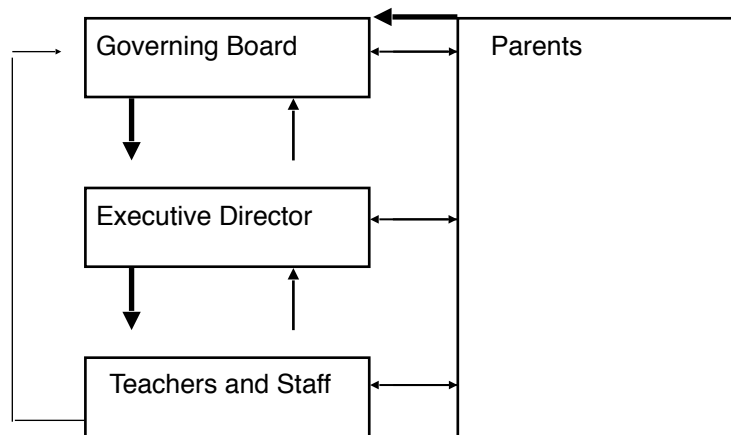 Governing Board
Parents
Executive Director
Teachers and Staff